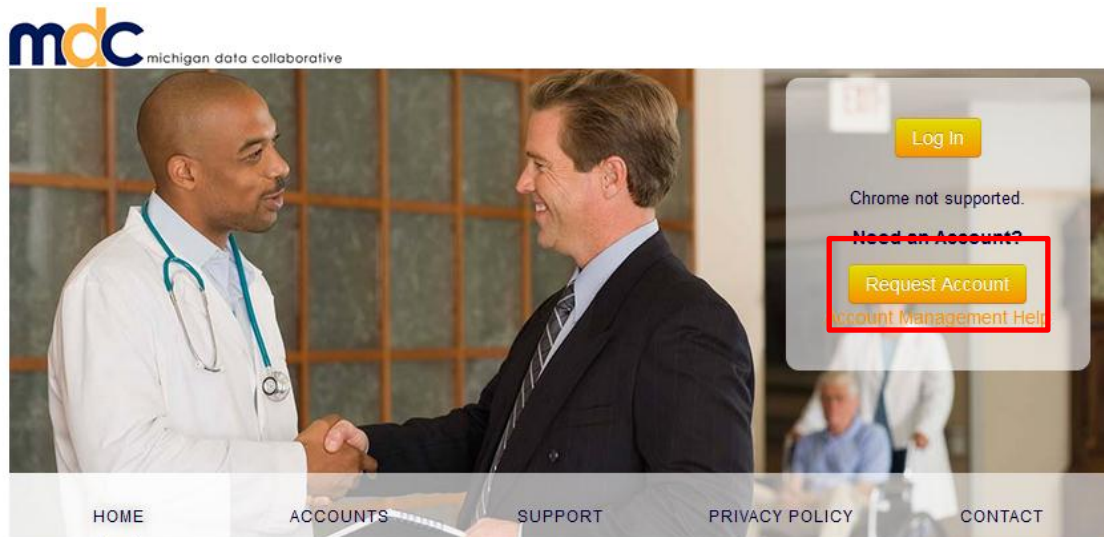 mdc michigan data collaborative
Log In
Chrome not supported.
Need an Account?
Request Account
Account Management Help
HOME ACCOUNTS SUPPORT PRIVACY POLICY CONTACT